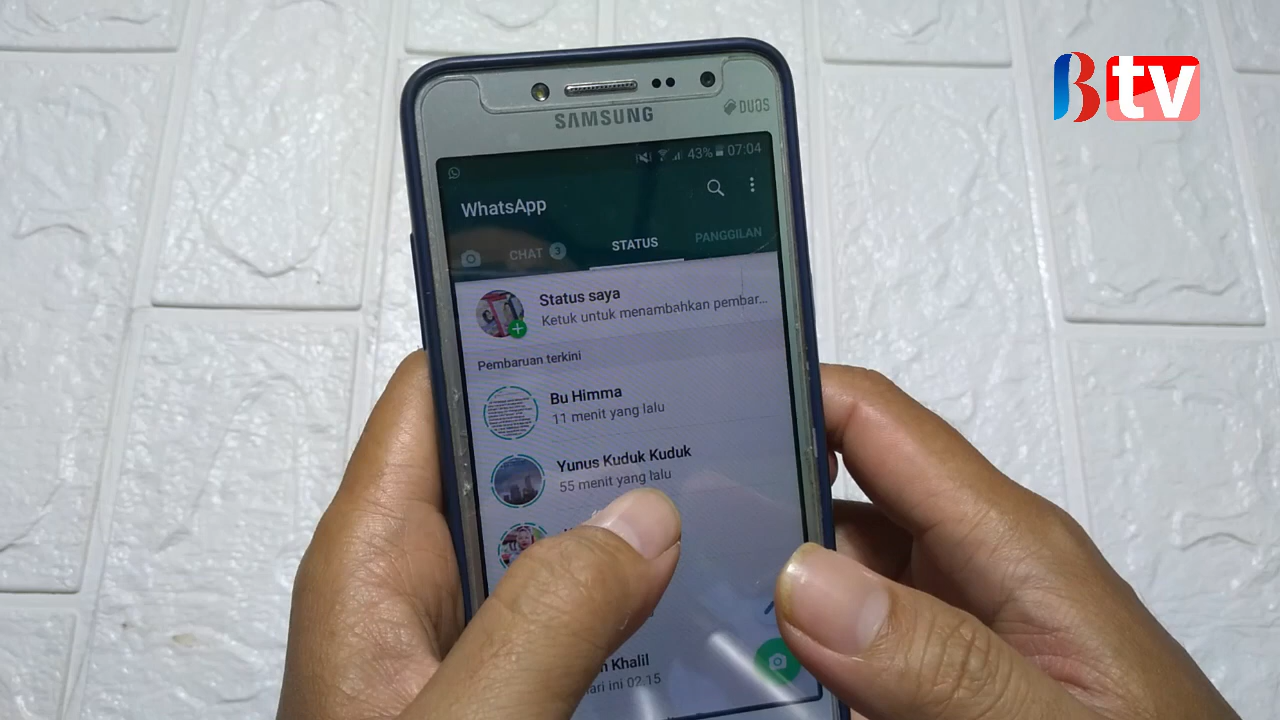 Btv
SAMSUNG
DUOS
43% 07:04
WhatsApp
CHAT 3 STATUS PANGGILAN
Status saya
Ketuk untuk menambahkan pembar...
Pembaruan terkini
Bu Himma
11 menit yang lalu
Yunus Kuduk Kuduk
55 menit yang lalu
Khalil
ini 02.15